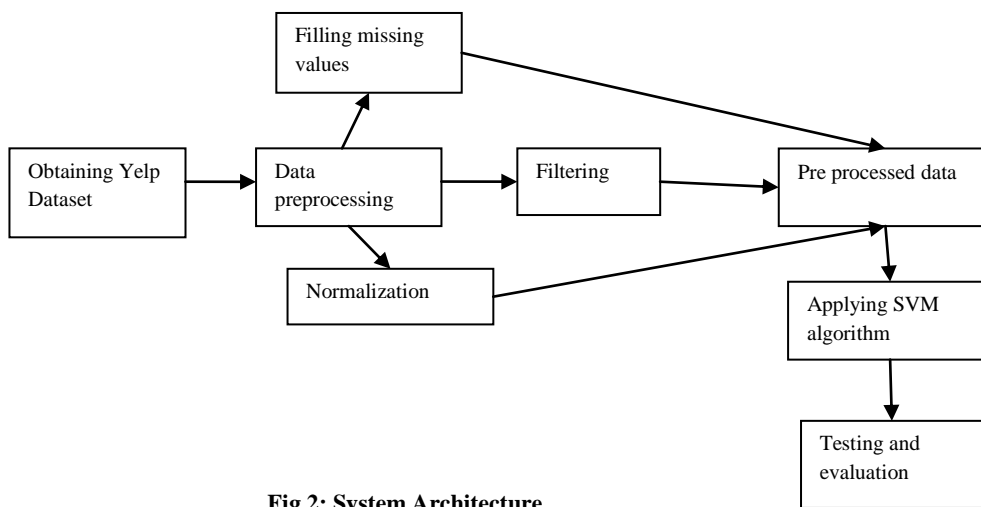 Filling missing
values
Obtaining Yelp
Dataset
Data
preprocessing
Filtering
Pre processed data
Normalization
Applying SVM
algorithm
Testing and
evaluation
Fig 2: System Architecture